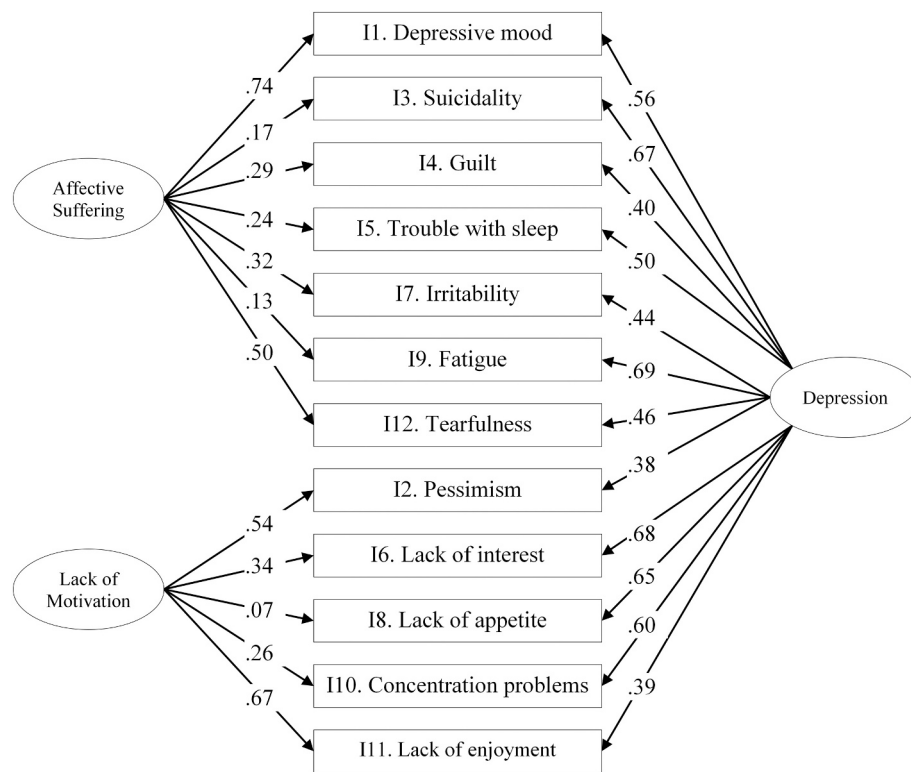 I1. Depressive mood
.74
.56
I3. Suicidality
.17
.67
I4. Guilt
.29
.40
Affective
Suffering
I5. Trouble with sleep
.24
.50
I7. Irritability
.32
.44
I9. Fatigue
.13
.69
Depression
I12. Tearfulness
.50
.46
I2. Pessimism
.38
.54
I6. Lack of interest
.34
.68
Lack of
Motivation
I8. Lack of appetite
.07
.65
I10. Concentration problems
.26
.60
I11. Lack of enjoyment
.67
.39